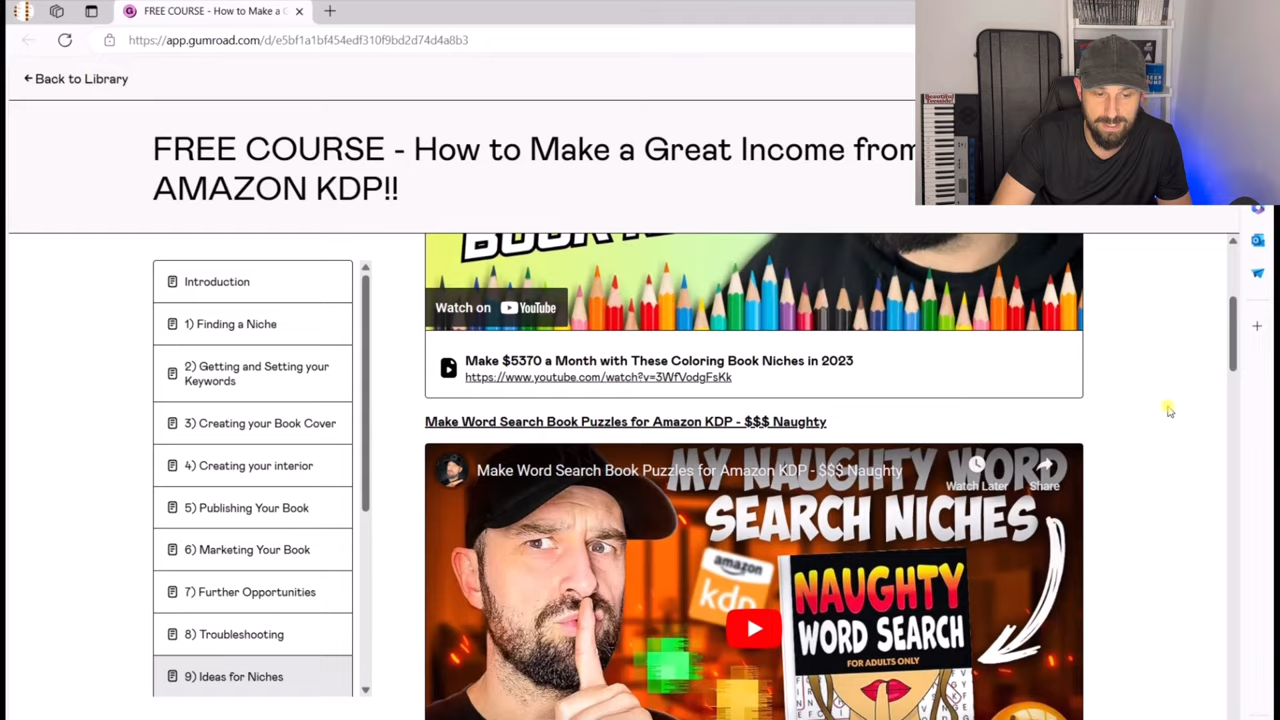 FREE COURSE - How to Make a G
https://app.gumroad.com/d/e5bf1a1bf454edf310f9bd2d74d4a8b3
Back to Library
FREE COURSE - How to Make a Great Income from
AMAZON KDP!!
Introduction
1) Finding a Niche
2) Getting and Setting your
Keywords
3) Creating your Book Cover
4) Creating your interior
5) Publishing Your Book
6) Marketing Your Book
7) Further Opportunities
8) Troubleshooting
9) Ideas for Niches
BOOK
Watch on YouTube
Make $5370 a Month with These Coloring Book Niches in 2023
https://www.youtube.com/watch?v=3WfVodgFsKk
Make Word Search Book Puzzles for Amazon KDP - $$$ Naughty
Make Word Search Book Puzzles for Amazon KDP - $$$ Naughty
Watch Later
Share
MY NAUGHTY WORD
SEARCH NICHES
amazon
kdp
NAUGHTY
WORD SEARCH
FOR ADULTS ONLY